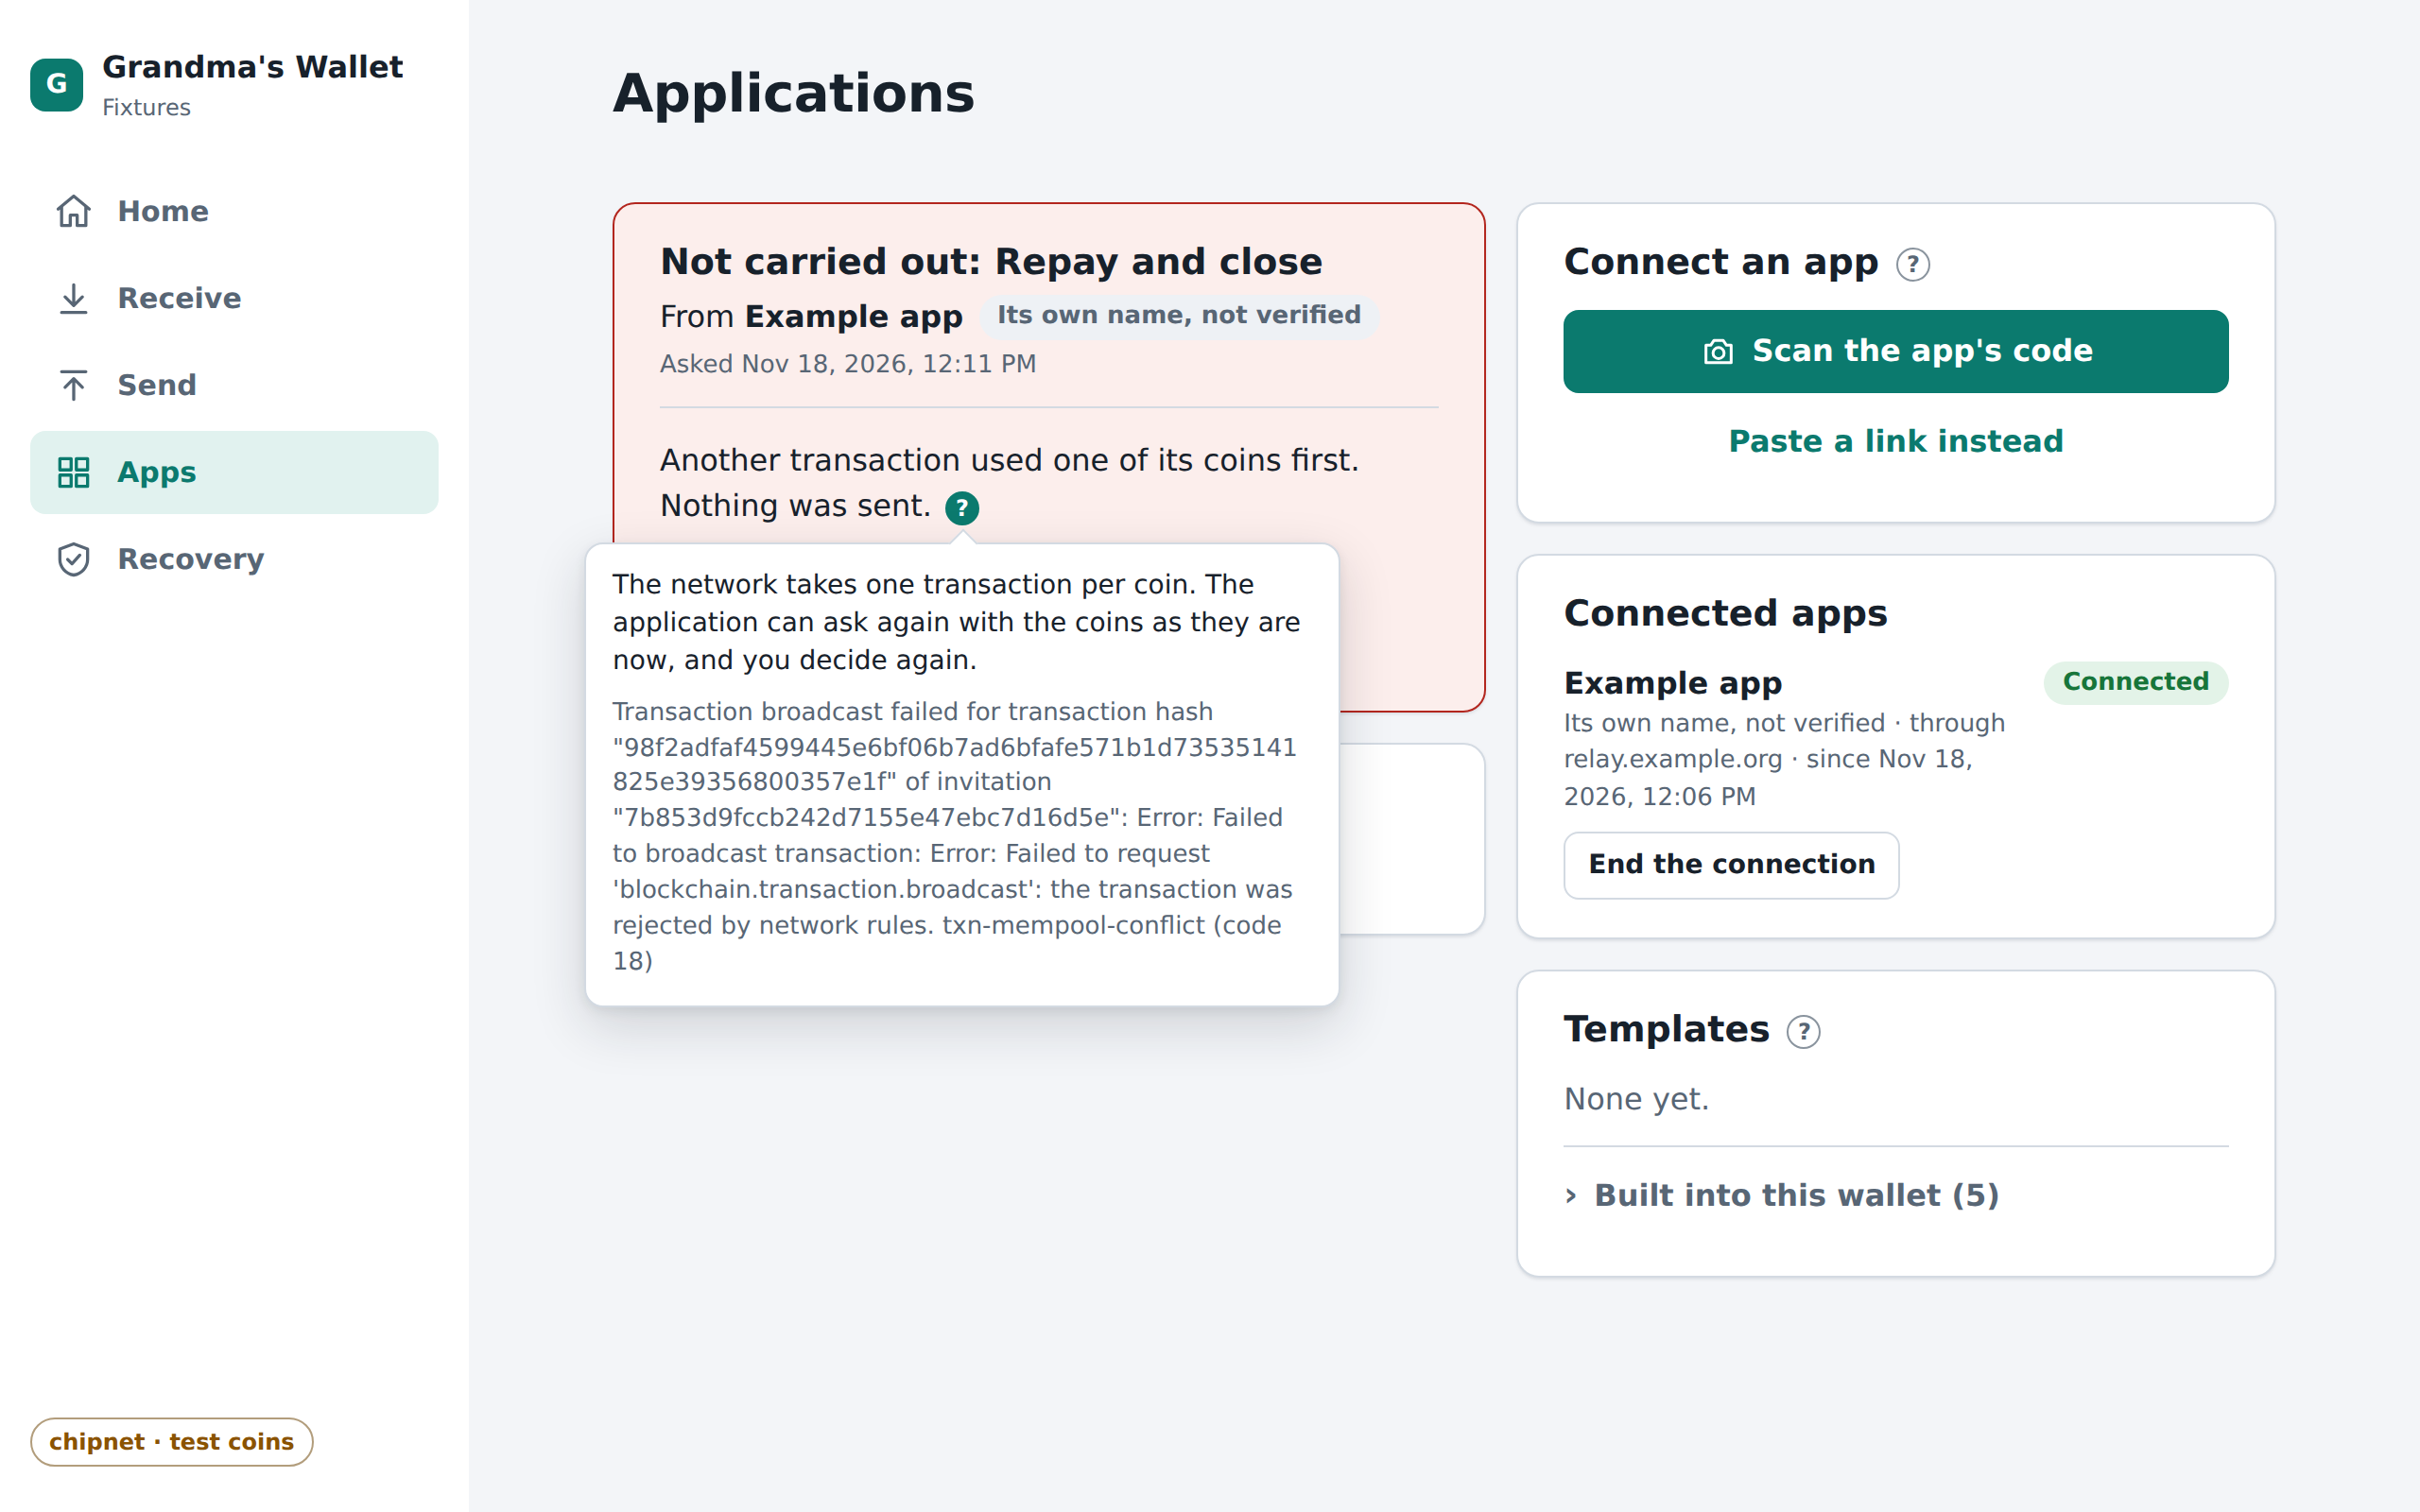 G
Grandma's Wallet
Fixtures
Home
Receive
Send
Apps
Recovery
chipnet · test coins
Applications
Not carried out: Repay and close
From Example app Its own name, not verified
Asked Nov 18, 2026, 12:11 PM
Another transaction used one of its coins first.
Nothing was sent. ?
The network takes one transaction per coin. The
application can ask again with the coins as they are
now, and you decide again.
Transaction broadcast failed for transaction hash
"98f2adfaf4599445e6bf06b7ad6bfafe571b1d73535141
825e39356800357e1f" of invitation
"7b853d9fccb242d7155e47ebc7d16d5e": Error: Failed
to broadcast transaction: Error: Failed to request
'blockchain.transaction.broadcast': the transaction was
rejected by network rules. txn-mempool-conflict (code
18)
Connect an app ?
Scan the app's code
Paste a link instead
Connected apps
Example app Connected
Its own name, not verified · through
relay.example.org · since Nov 18,
2026, 12:06 PM
End the connection
Templates ?
None yet.
› Built into this wallet (5)